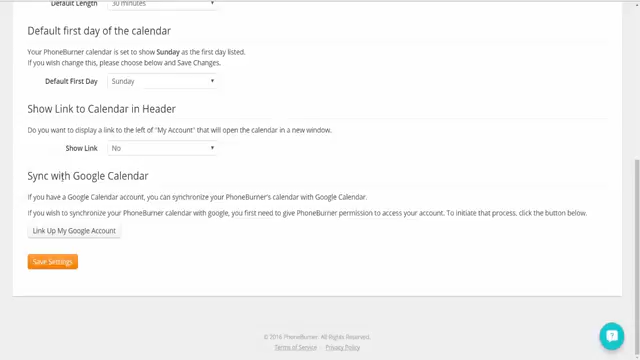 Default Length 30 minutes
Default first day of the calendar
Your PhoneBurner calendar is set to show Sunday as the first day listed.
If you wish change this, please choose below and Save Changes.
Default First Day Sunday
Show Link to Calendar in Header
Do you want to display a link to the left of "My Account" that will open the calendar in a new window.
Show Link No
Sync with Google Calendar
If you have a Google Calendar account, you can synchronize your PhoneBurner's calendar with Google Calendar.
If you wish to synchronize your PhoneBurner calendar with google, you first need to give PhoneBurner permission to access your account. To initiate that process, click the button below.
Link Up My Google Account
Save Settings
© 2016 PhoneBurner. All Rights Reserved.
Terms of Service Privacy Policy